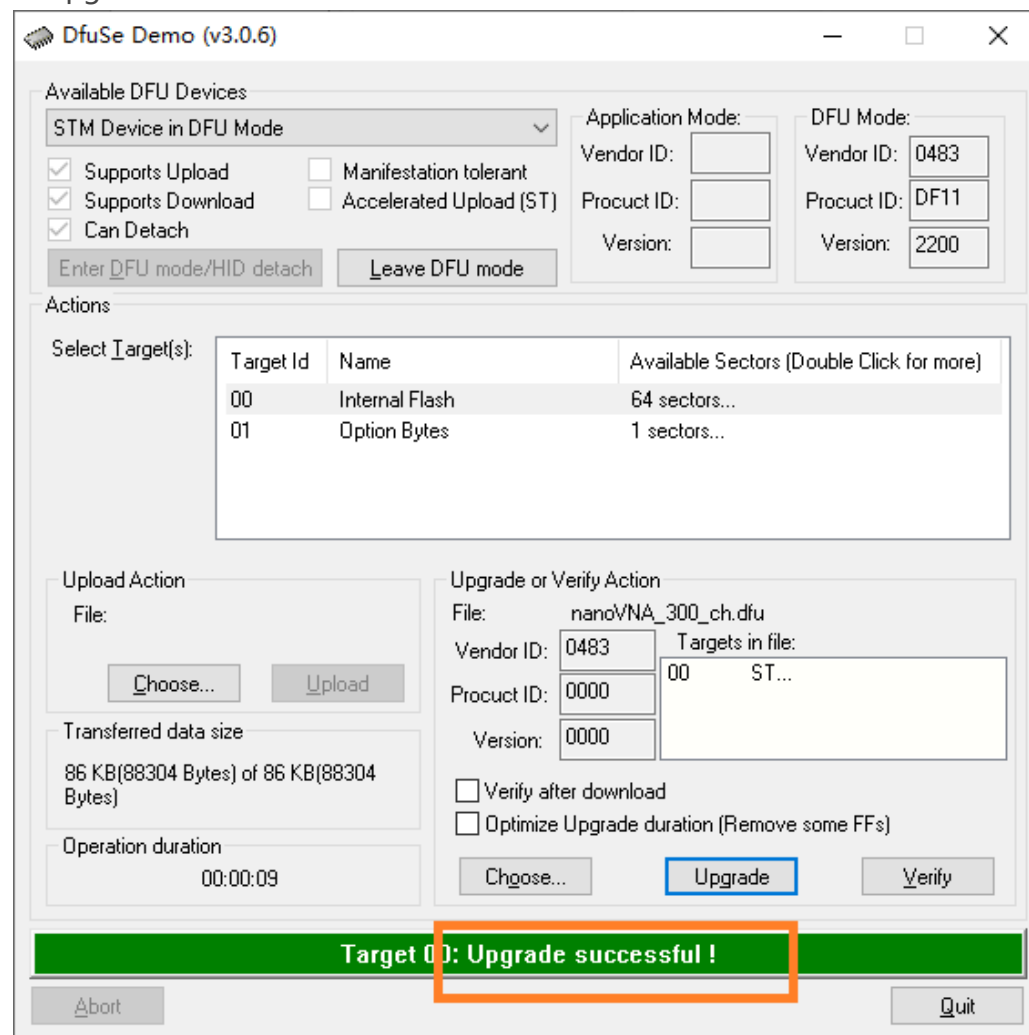 DfuSe Demo (v3.0.6)
Available DFU Devices
STM Device in DFU Mode
Supports Upload
Manifestation tolerant
Supports Download
Accelerated Upload (ST)
Can Detach
Enter DFU mode/HID detach
Leave DFU mode
Application Mode:
Vendor ID:
Procuct ID:
Version:
DFU Mode:
Vendor ID: 0483
Procuct ID: DF11
Version: 2200
Actions
Select Target(s):
Target Id Name Available Sectors (Double Click for more)
00 Internal Flash 64 sectors...
01 Option Bytes 1 sectors...
Upload Action
File:
Choose...
Upload
Transferred data size
86 KB(88304 Bytes) of 86 KB(88304
Bytes)
Operation duration
00:00:09
Upgrade or Verify Action
File: nanoVNA_300_ch.dfu
Vendor ID: 0483
Procuct ID: 0000
Version: 0000
Targets in file:
00 ST...
Verify after download
Optimize Upgrade duration (Remove some FFs)
Choose...
Upgrade
Verify
Target 00: Upgrade successful !
Abort
Quit